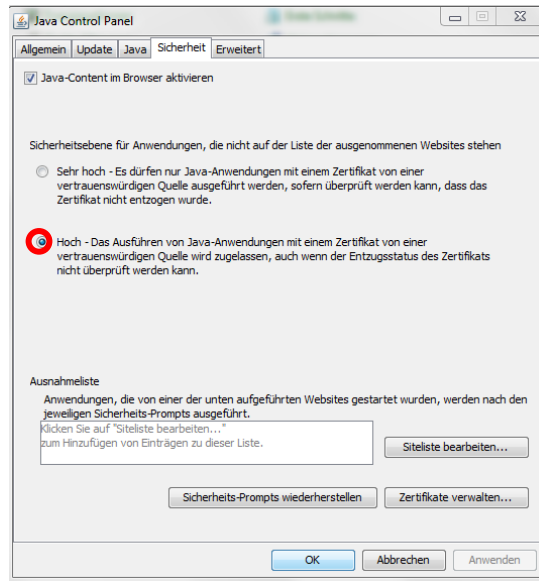 Java Control Panel
Allgemein Update Java Sicherheit Erweitert
Java-Content im Browser aktivieren
Sicherheitsebene für Anwendungen, die nicht auf der Liste der ausgenommenen Websites stehen
Sehr hoch - Es dürfen nur Java-Anwendungen mit einem Zertifikat von einer
vertrauenswürdigen Quelle ausgeführt werden, sofern überprüft werden kann, dass das
Zertifikat nicht entzogen wurde.
Hoch - Das Ausführen von Java-Anwendungen mit einem Zertifikat von einer
vertrauenswürdigen Quelle wird zugelassen, auch wenn der Entzugsstatus des Zertifikats
nicht überprüft werden kann.
Ausnahmeliste
Anwendungen, die von einer der unten aufgeführten Websites gestartet wurden, werden nach den
jeweiligen Sicherheits-Prompts ausgeführt.
Klicken Sie auf "Siteliste bearbeiten..."
zum Hinzufügen von Einträgen zu dieser Liste.
Siteliste bearbeiten...
Sicherheits-Prompts wiederherstellen Zertifikate verwalten...
OK Abbrechen Anwenden